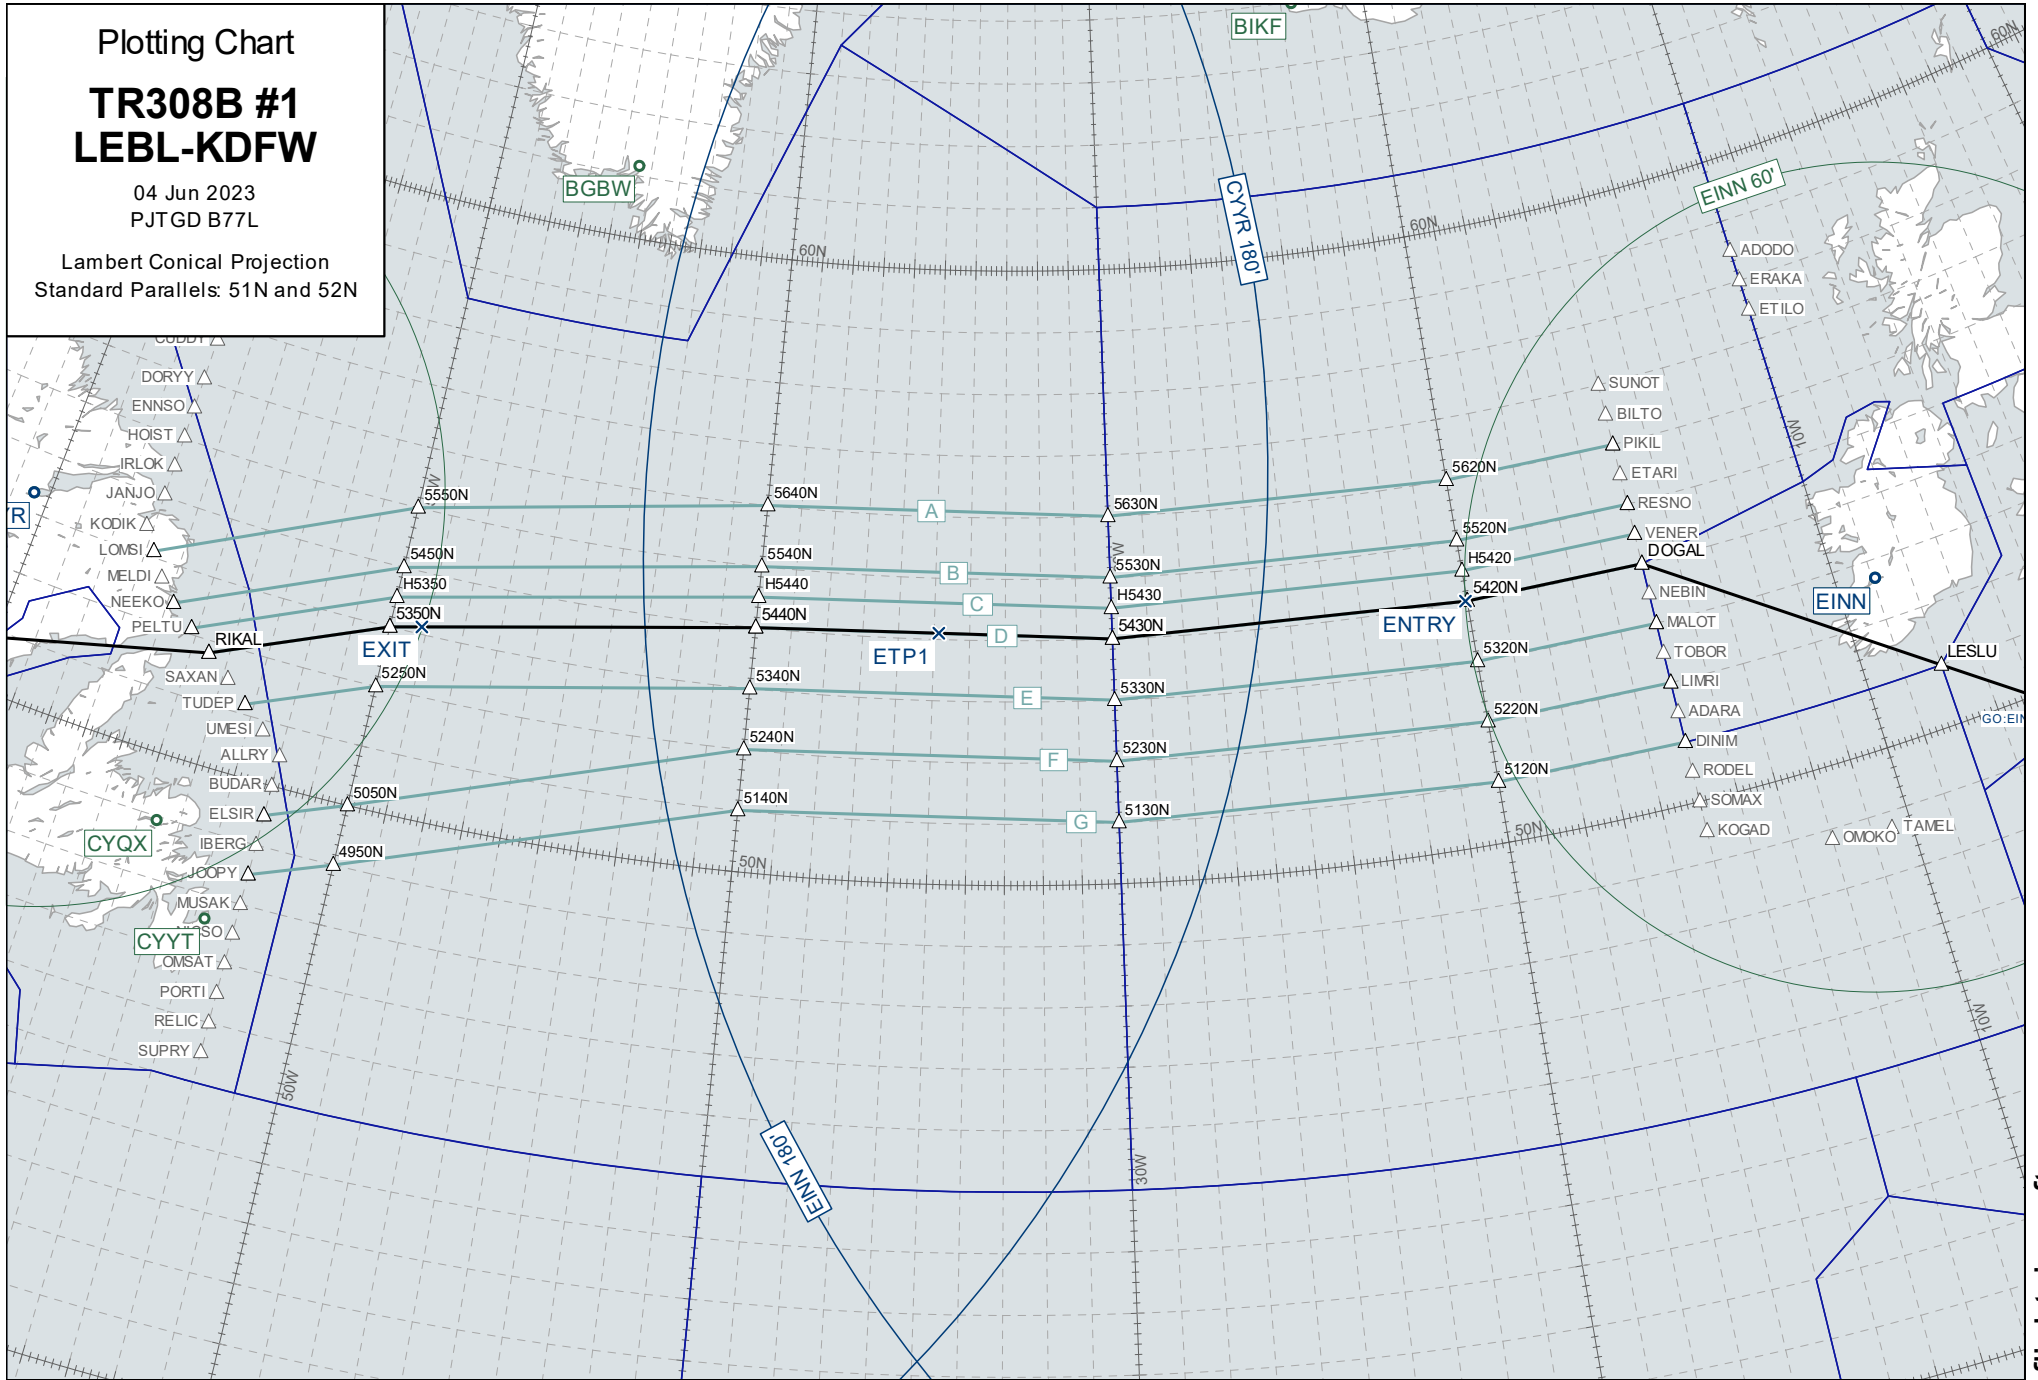 Plotting Chart
TR308B #1
LEBL-KDFW
04 Jun 2023
PJTGD B77L
Lambert Conical Projection
Standard Parallels: 51N and 52N
BIKF
60N
BGBW
60N
60N
CYYR 180'
EINN 60'
ADODO
ERAKA
ETILO
CUDDY
DORYY
ENNSO
HOIST
IRLOK
JANJO
KODIK
LOMSI
MELDI
NEEKO
PELTU
RIKAL
SAXAN
TUDEP
UMESI
ALLRY
BUDAR
ELSIR
IBERG
JOOPY
MUSAK
OMSAT
PORTI
RELIC
SUPRY
CYQX
CYYT
YR
SUNOT
BILTO
PIKIL
ETARI
RESNO
VENER
DOGAL
NEBIN
MALOT
TOBOR
LIMRI
ADARA
DINIM
RODEL
SOMAX
KOGAD
OMOKO
TAMEL
10W
EINN
LESLU
GO:EIN
5550N
5640N
A
5630N
5620N
5450N
5540N
B
5530N
5520N
H5350
H5440
C
H5430
H5420
5350N
5440N
D
5430N
5420N
EXIT
ETP1
ENTRY
5250N
5340N
E
5330N
5320N
5240N
F
5230N
5220N
5050N
5140N
G
5130N
5120N
4950N
50N
50N
10W
50W
30W
EINN 180'